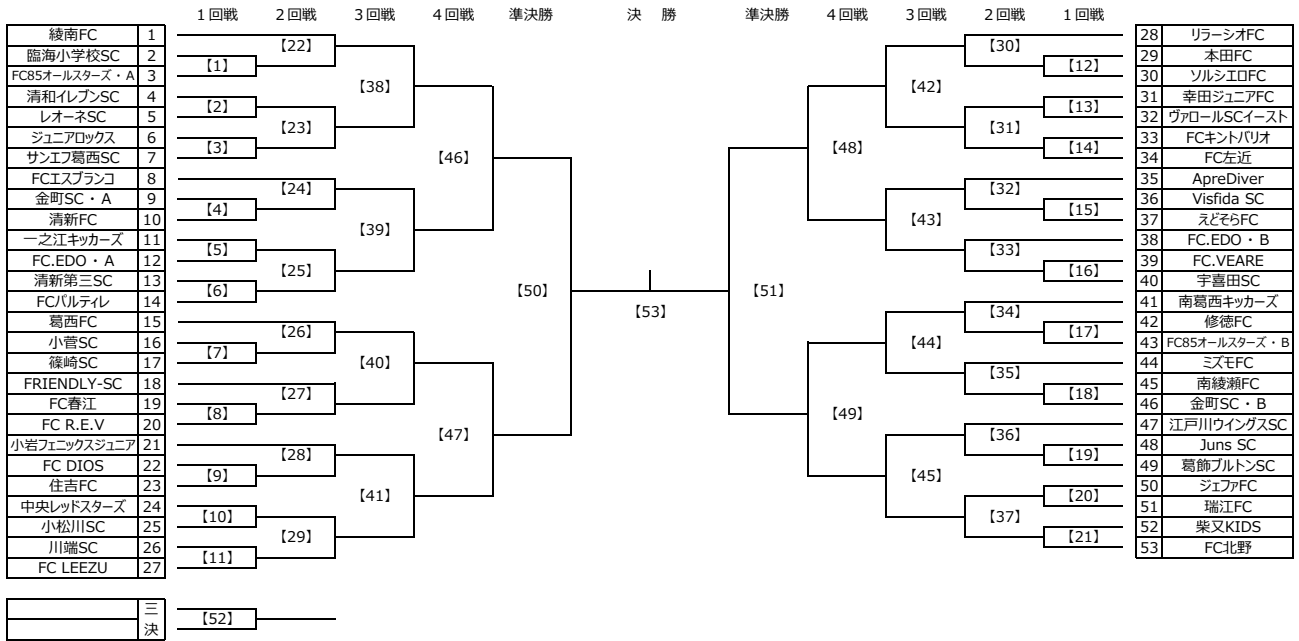 １回戦 ２回戦 ３回戦 ４回戦 準決勝 決　勝 準決勝 ４回戦 ３回戦 ２回戦 １回戦
綾南FC 1
臨海小学校SC 2
FC85オールスターズ・A 3
清和イレブンSC 4
レオーネSC 5
ジュニアロックス 6
サンエフ葛西SC 7
FCエスブランコ 8
金町SC・A 9
清新FC 10
一之江キッカーズ 11
FC.EDO・A 12
清新第三SC 13
FCパルティレ 14
葛西FC 15
小菅SC 16
篠崎SC 17
FRIENDLY-SC 18
FC春江 19
FC R.E.V 20
小岩フェニックスジュニア 21
FC DIOS 22
住吉FC 23
中央レッドスターズ 24
小松川SC 25
川端SC 26
FC LEEZU 27
【1】
【2】
【3】
【4】
【5】
【6】
【7】
【8】
【9】
【10】
【11】
【22】
【23】
【24】
【25】
【26】
【27】
【28】
【29】
【38】
【39】
【40】
【41】
【46】
【47】
【50】
【53】
【51】
【48】
【49】
【42】
【43】
【44】
【45】
【30】
【31】
【32】
【33】
【34】
【35】
【36】
【37】
【12】
【13】
【14】
【15】
【16】
【17】
【18】
【19】
【20】
【21】
28 リラーシオFC
29 本田FC
30 ソルシエロFC
31 幸田ジュニアFC
32 ヴァロールSCイースト
33 FCキントバリオ
34 FC左近
35 ApreDiver
36 Visfida SC
37 えどそらFC
38 FC.EDO・B
39 FC.VEARE
40 宇喜田SC
41 南葛西キッカーズ
42 修徳FC
43 FC85オールスターズ・B
44 ミズモFC
45 南綾瀬FC
46 金町SC・B
47 江戸川ウイングスSC
48 Juns SC
49 葛飾ブルトンSC
50 ジェファFC
51 瑞江FC
52 柴又KIDS
53 FC北野
三
決
【52】